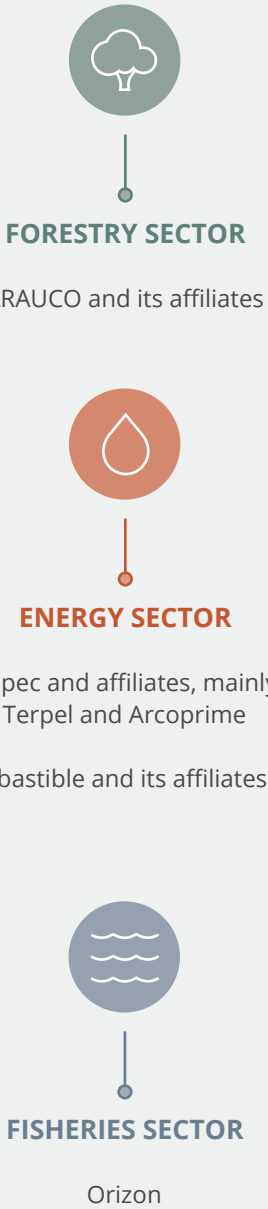 FORESTRY SECTOR
RAUCO and its affiliates
ENERGY SECTOR
pec and affiliates, mainly
Terpel and Arcoprime
bastible and its affiliates
FISHERIES SECTOR
Orizon